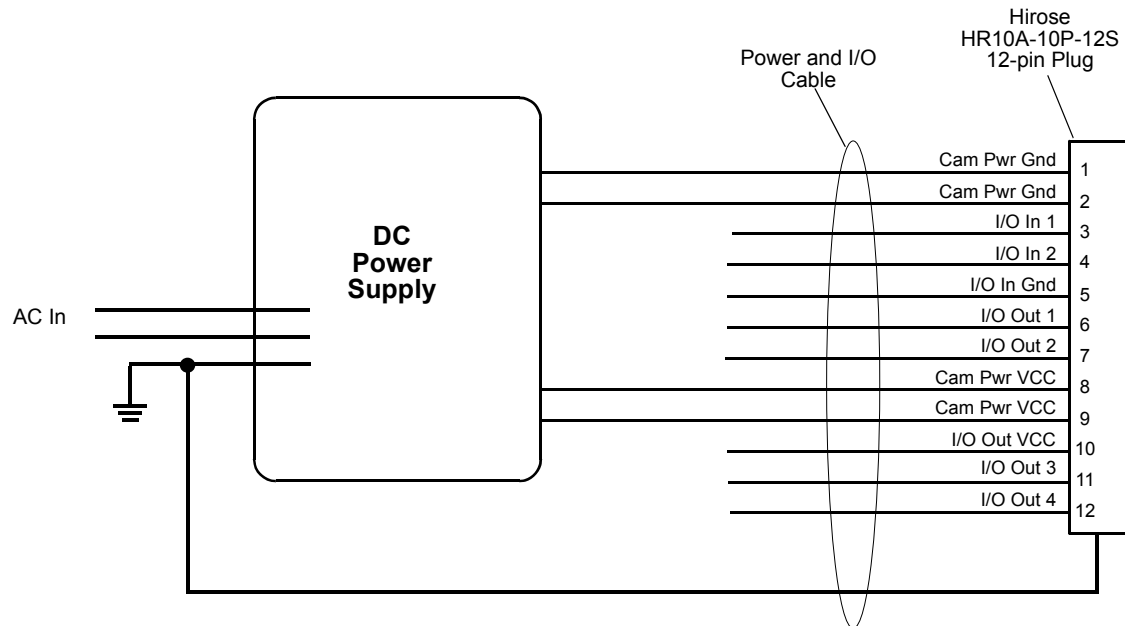 Hirose
HR10A-10P-12S
12-pin Plug
Power and I/O
Cable
Cam Pwr Gnd
1
Cam Pwr Gnd
2
I/O In 1
3
I/O In 2
4
I/O In Gnd
5
I/O Out 1
6
I/O Out 2
7
Cam Pwr VCC
8
Cam Pwr VCC
9
I/O Out VCC
10
I/O Out 3
11
I/O Out 4
12
DC
Power
Supply
AC In